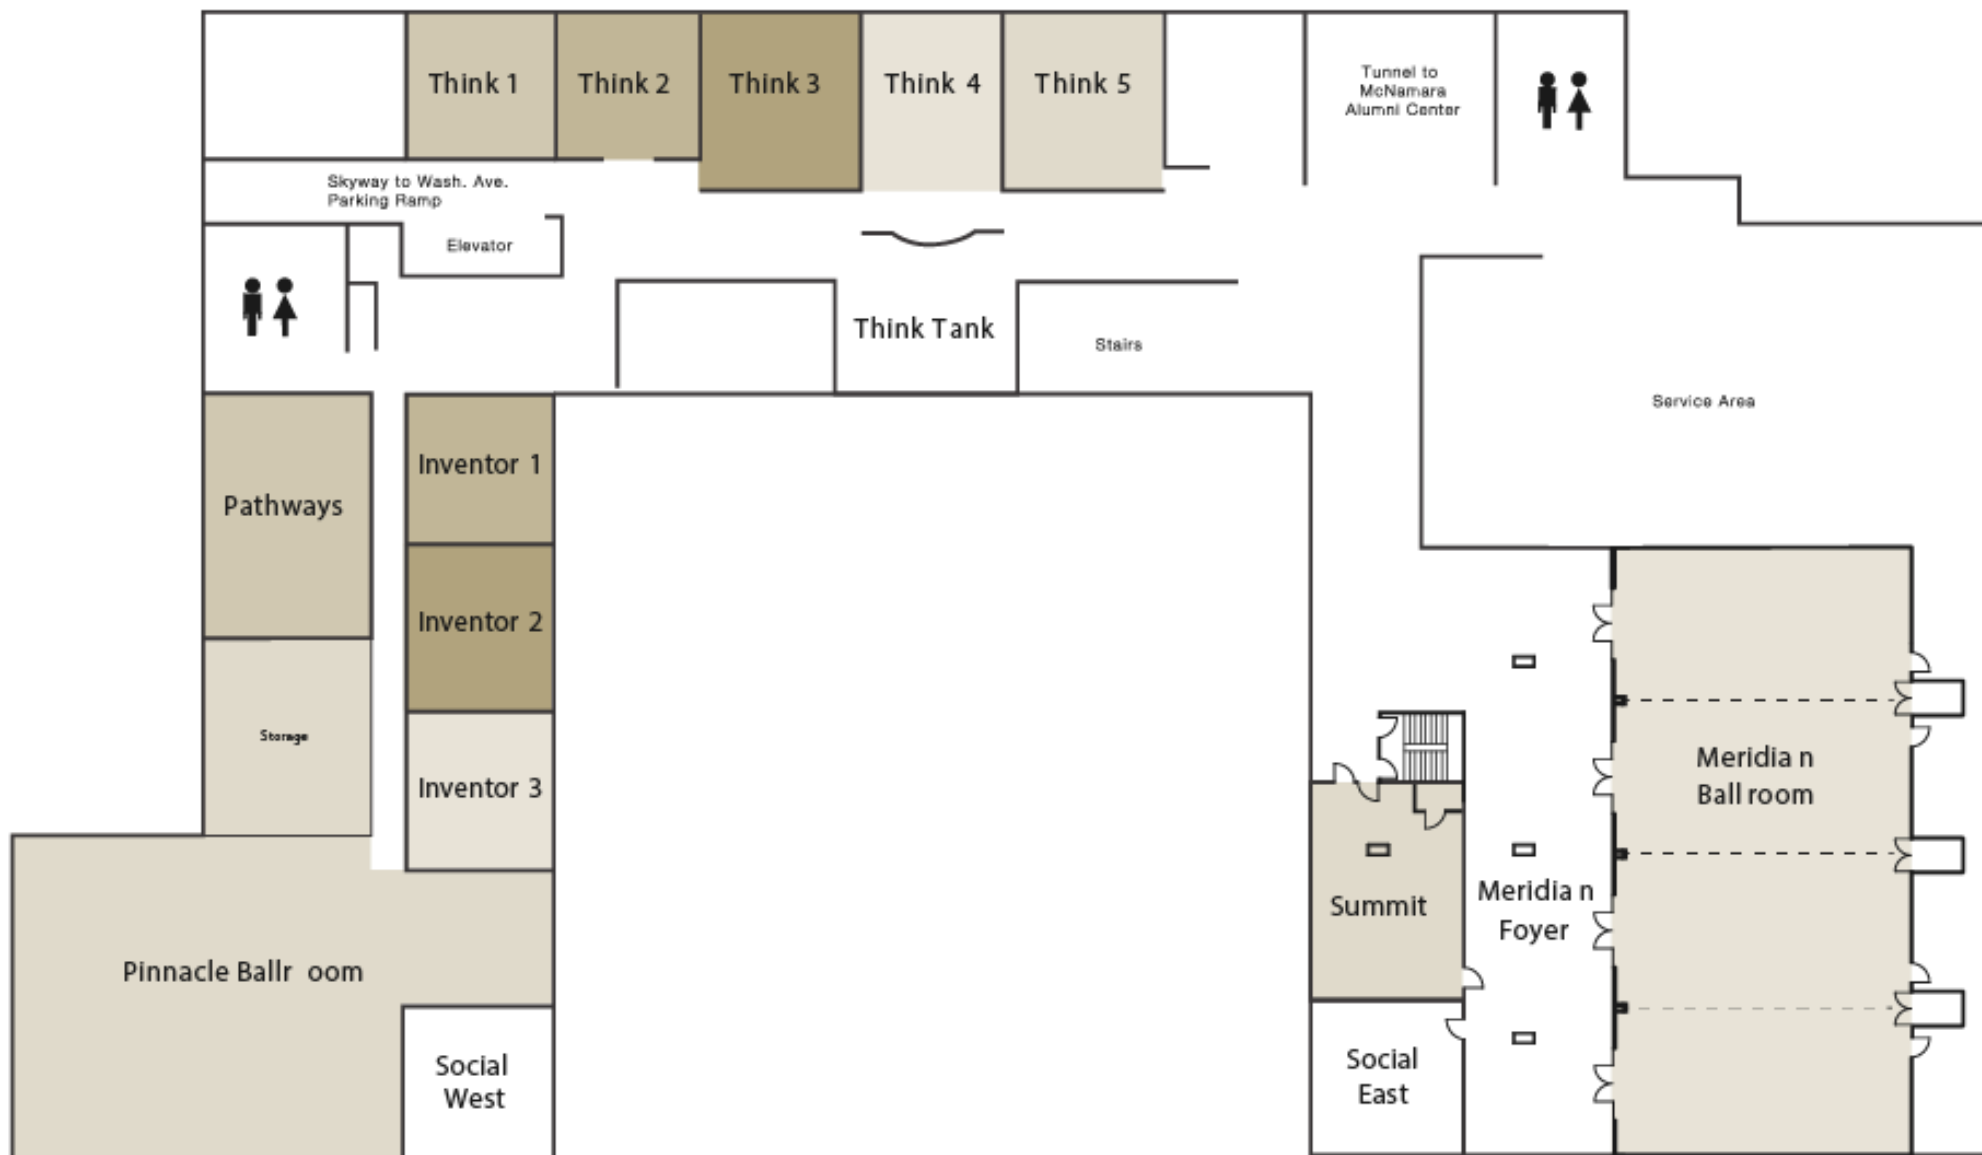 Think 1
Think 2
Think 3
Think 4
Think 5
Tunnel to
McNamara
Alumni Center
Skyway to Wash. Ave.
Parking Ramp
Elevator
Think Tank
Stairs
Service Area
Inventor 1
Pathways
Inventor 2
Storage
Inventor 3
Meridia n
Ball room
Summit
Meridia n
Foyer
Pinnacle Ballr oom
Social
West
Social
East